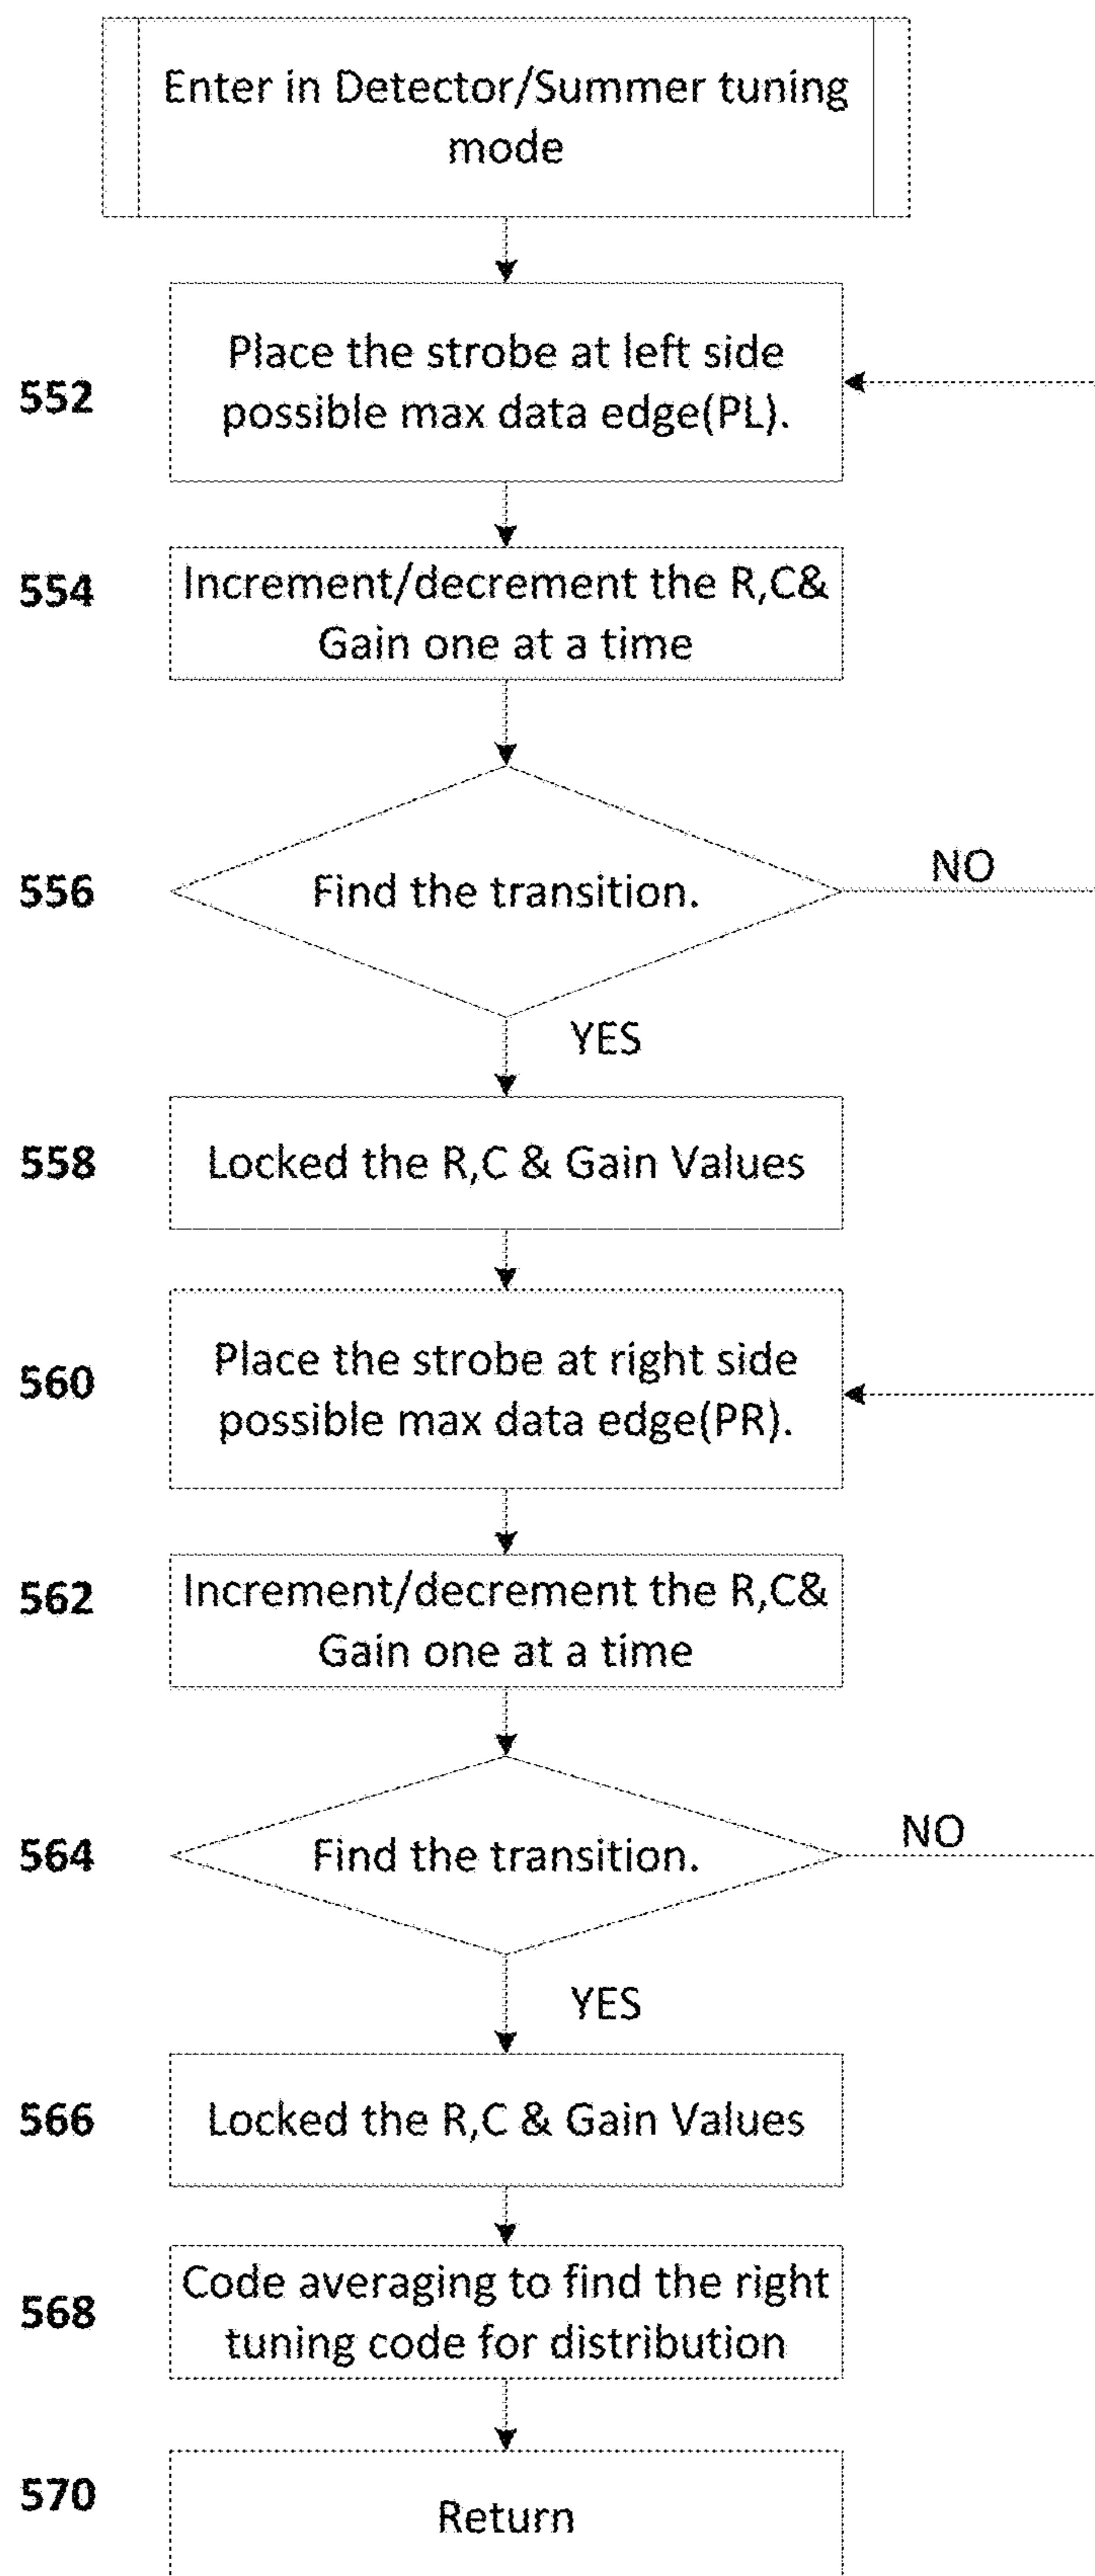 Enter in Detector/Summer tuning
mode
552
Place the strobe at left side
possible max data edge(PL).
554
Increment/decrement the R,C&
Gain one at a time
556
Find the transition.
NO
YES
558
Locked the R,C & Gain Values
560
Place the strobe at right side
possible max data edge(PR).
562
Increment/decrement the R,C&
Gain one at a time
564
Find the transition.
NO
YES
566
Locked the R,C & Gain Values
568
Code averaging to find the right
tuning code for distribution
570
Return